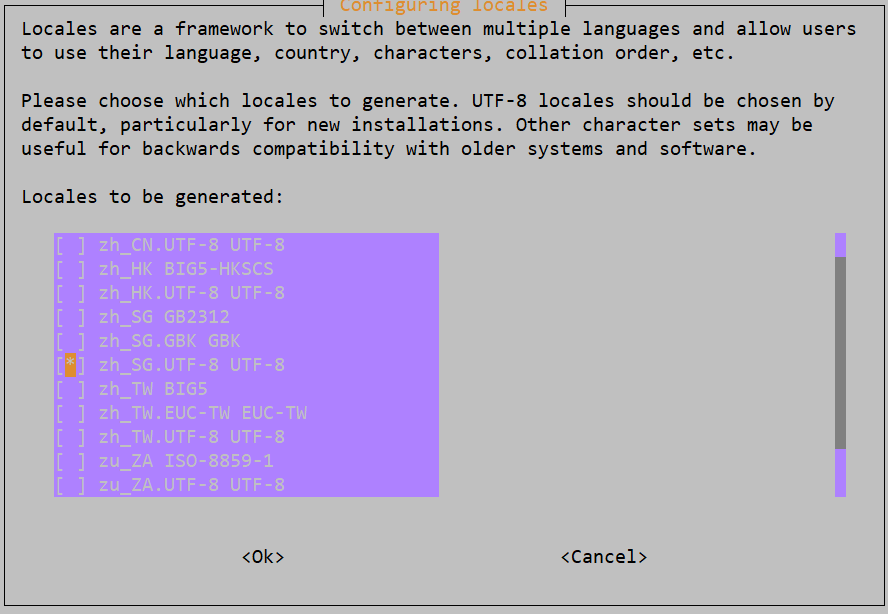 Configuring locales
Locales are a framework to switch between multiple languages and allow users
to use their language, country, characters, collation order, etc.
Please choose which locales to generate. UTF-8 locales should be chosen by
default, particularly for new installations. Other character sets may be
useful for backwards compatibility with older systems and software.
Locales to be generated:
[ ] zh_CN.UTF-8 UTF-8
[ ] zh_HK BIG5-HKSCS
[ ] zh_HK.UTF-8 UTF-8
[ ] zh_SG GB2312
[ ] zh_SG.GBK GBK
[*] zh_SG.UTF-8 UTF-8
[ ] zh_TW BIG5
[ ] zh_TW.EUC-TW EUC-TW
[ ] zh_TW.UTF-8 UTF-8
[ ] zu_ZA ISO-8859-1
[ ] zu_ZA.UTF-8 UTF-8
<Ok> <Cancel>